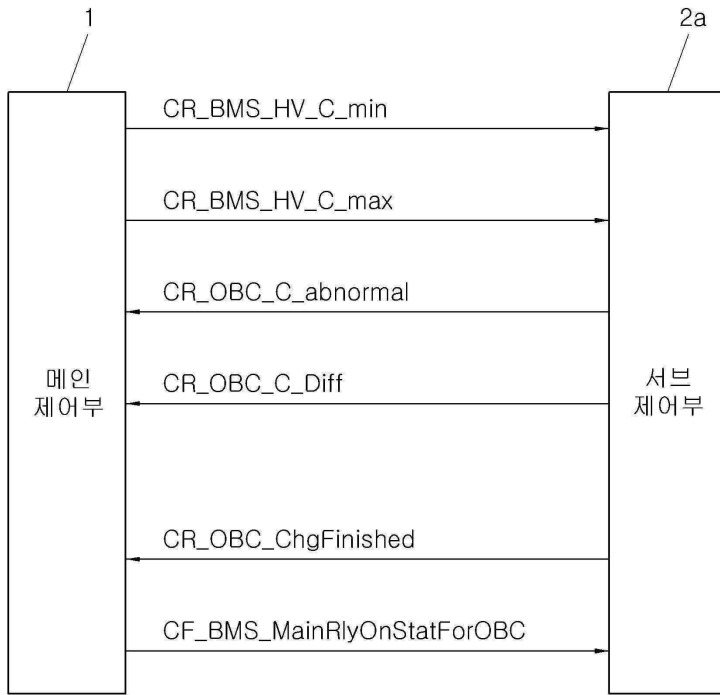 1
2a
CR_BMS_HV_C_min
CR_BMS_HV_C_max
CR_OBC_C_abnormal
CR_OBC_C_Diff
메인
제어부
서브
제어부
CR_OBC_ChgFinished
CF_BMS_MainRlyOnStatForOBC